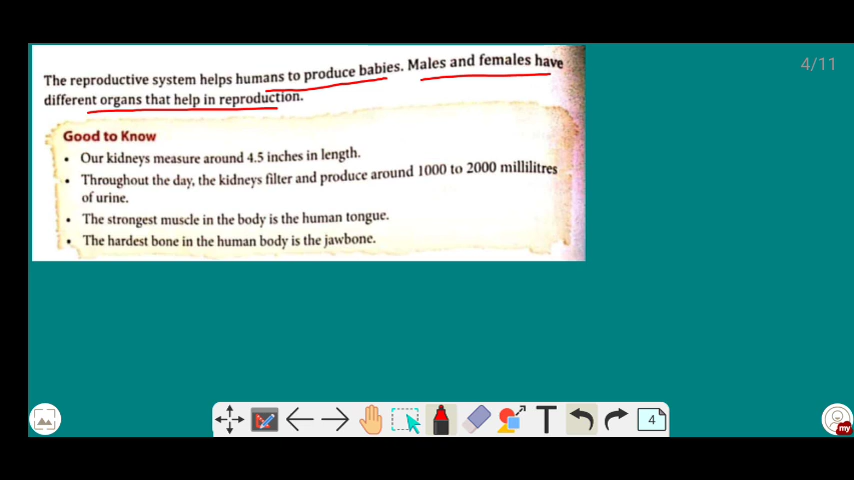 4/11
The reproductive system helps humans to produce babies. Males and females have
different organs that help in reproduction.
Good to Know
• Our kidneys measure around 4.5 inches in length.
• Throughout the day, the kidneys filter and produce around 1000 to 2000 millilitres
of urine.
• The strongest muscle in the body is the human tongue.
• The hardest bone in the human body is the jawbone.
T
4
my